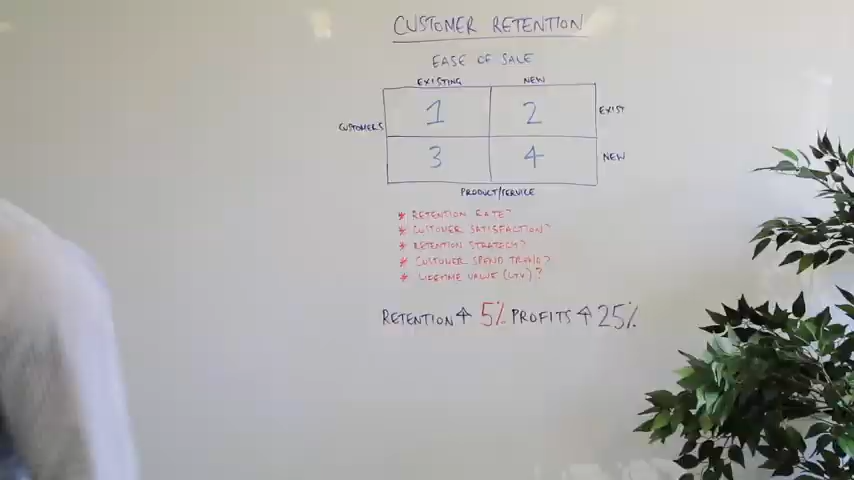 CUSTOMER RETENTION
EASE OF SALE
EXISTING NEW
1 2 EXIST
CUSTOMERS
3 4 NEW
PRODUCT/SERVICE
* RETENTION RATE?
* CUSTOMER SATISFACTION?
* RETENTION STRATEGY?
* CUSTOMER SPEND TREND?
* LIFETIME VALUE (LTV)?
RETENTION ↑ 5% PROFITS ↑ 25%